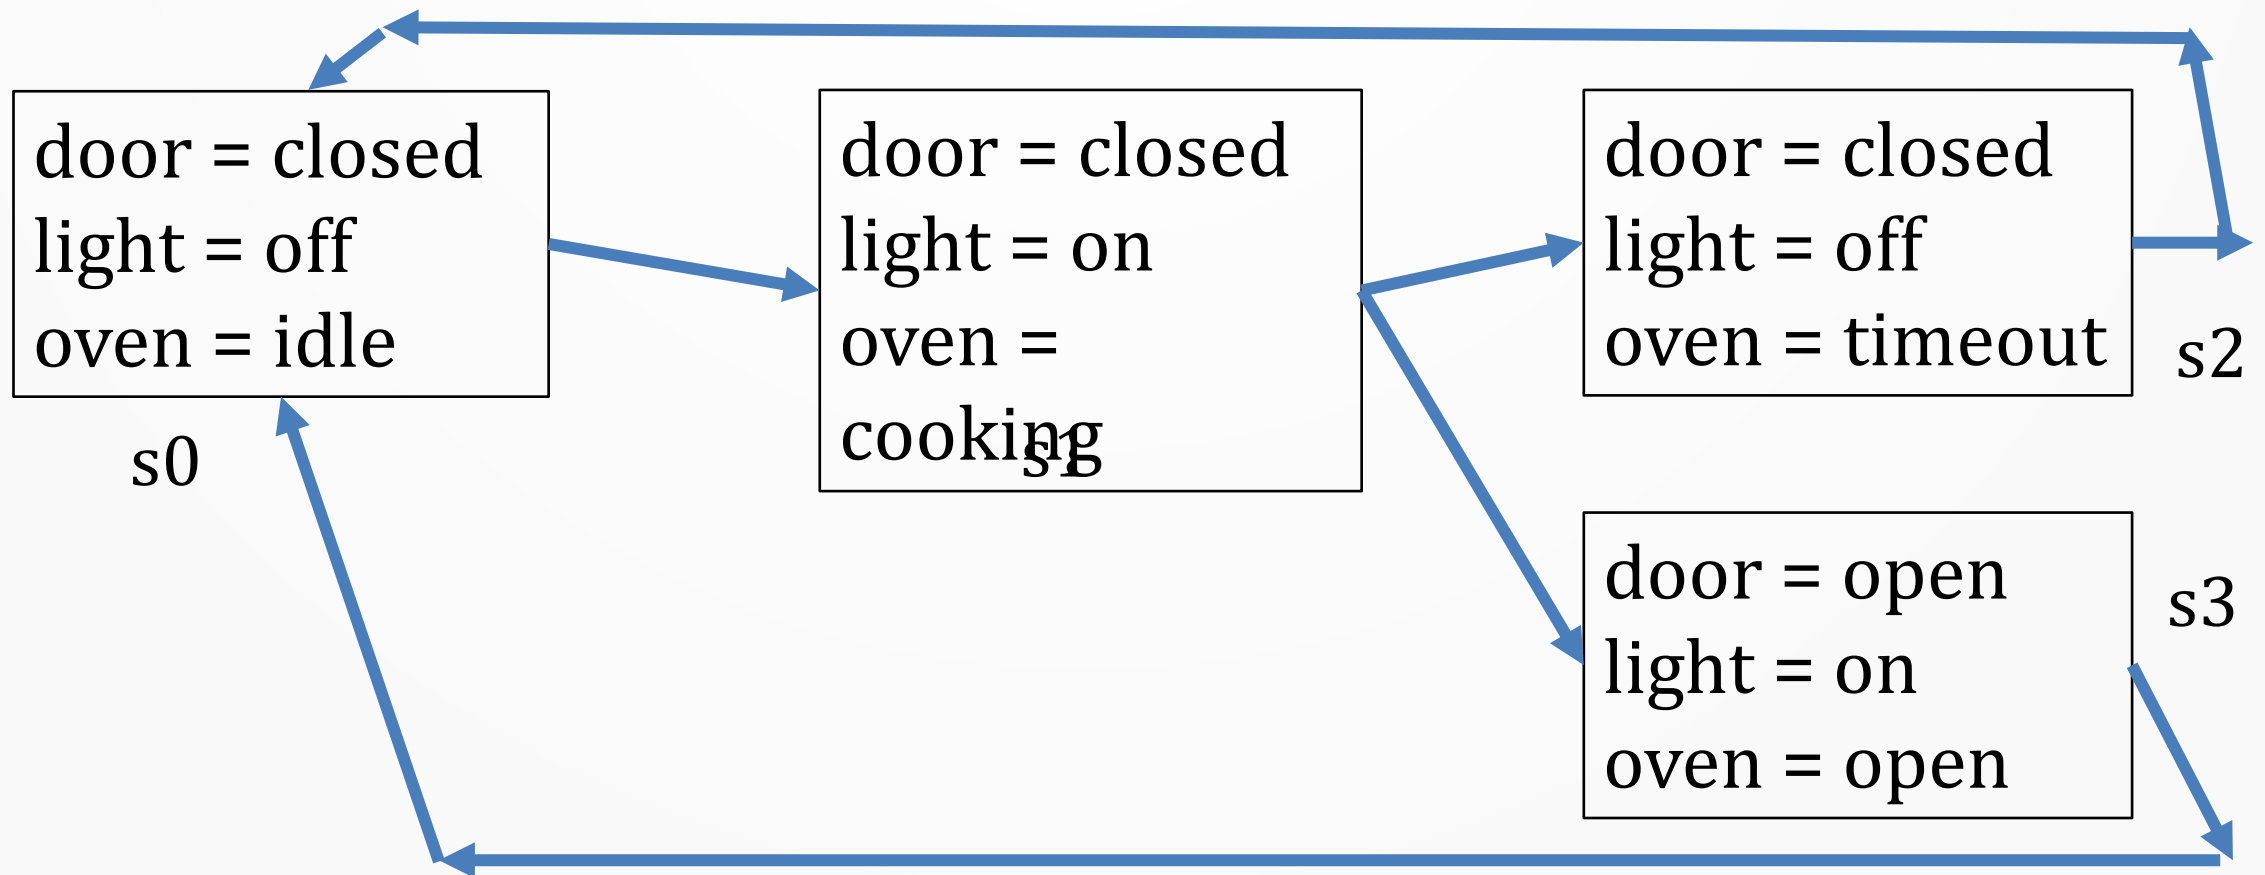 door = closed
light = off
oven = idle
s0
door = closed
light = on
oven =
cooking
s1
door = closed
light = off
oven = timeout
s2
door = open
light = on
oven = open
s3